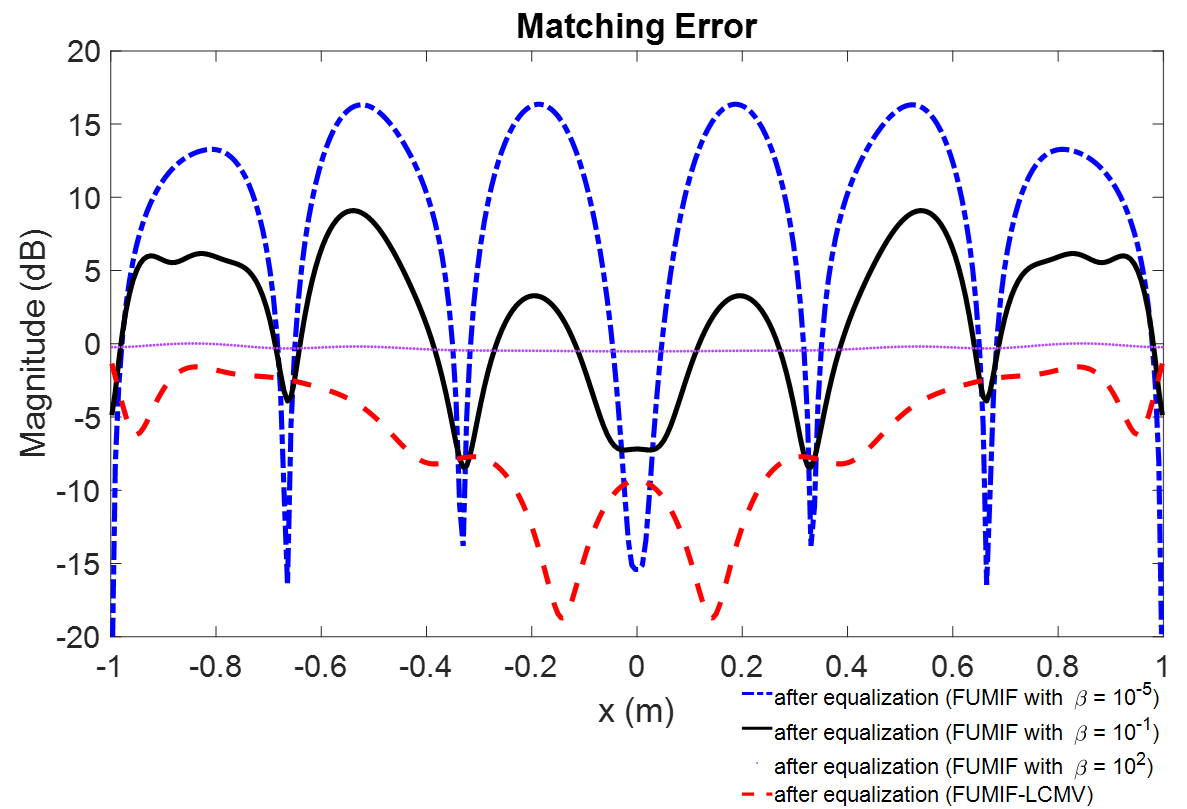 Matching Error
20
15
10
5
0
-5
-10
-15
-20
Magnitude (dB)
-1 -0.8 -0.6 -0.4 -0.2 0 0.2 0.4 0.6 0.8 1
x (m)
after equalization (FUMIF with β = 10^-5)
after equalization (FUMIF with β = 10^-1)
after equalization (FUMIF with β = 10^2)
after equalization (FUMIF-LCMV)